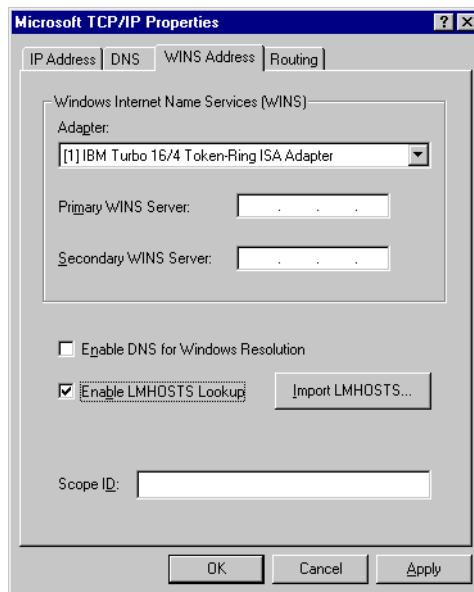 Microsoft TCP/IP Properties
? ×
IP Address DNS WINS Address Routing
Windows Internet Name Services (WINS)
Adapter:
[1] IBM Turbo 16/4 Token-Ring ISA Adapter
Primary WINS Server: . . .
Secondary WINS Server: . . .
Enable DNS for Windows Resolution
Enable LMHOSTS Lookup Import LMHOSTS...
Scope ID:
OK Cancel Apply